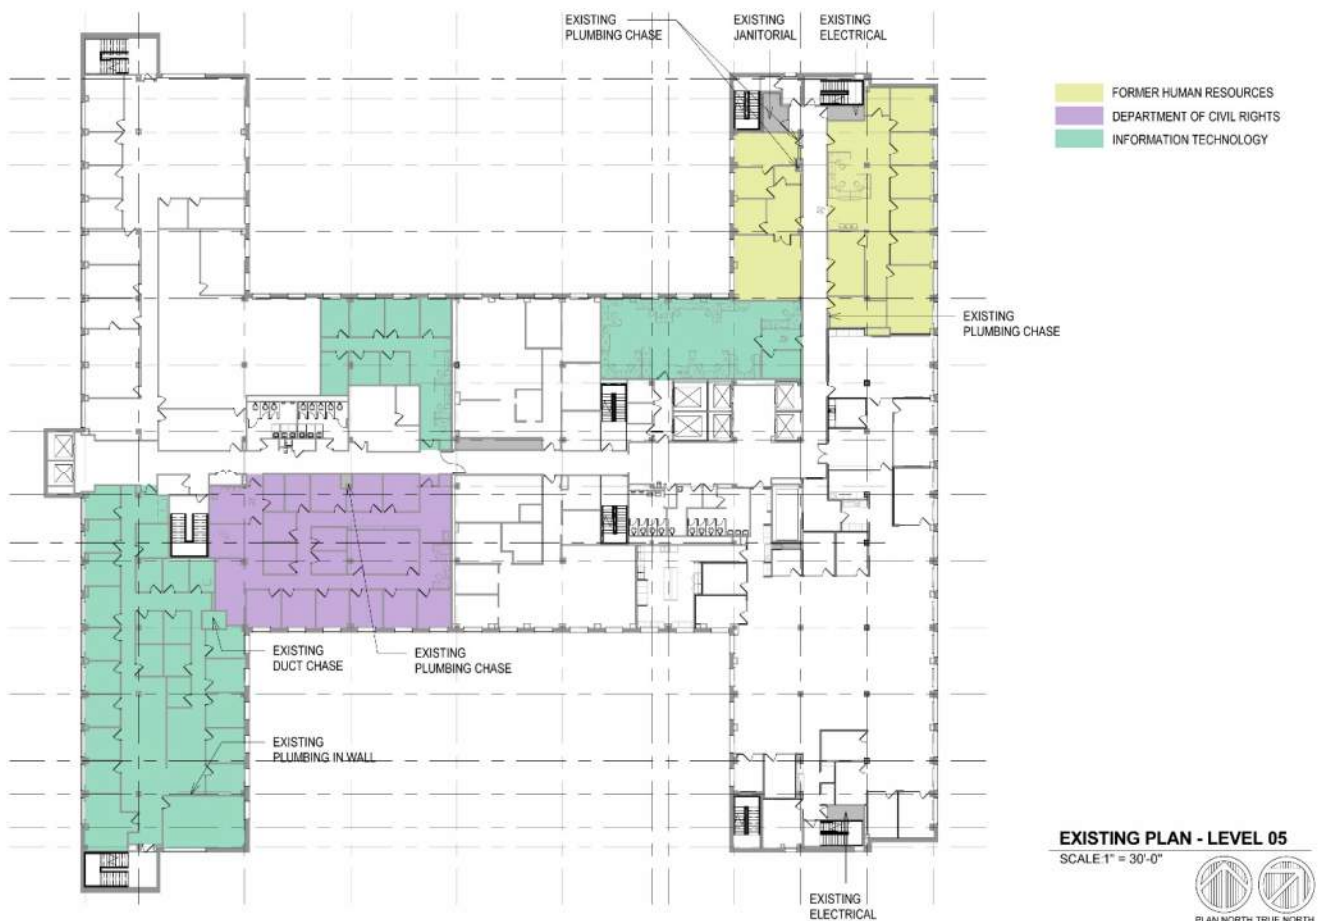 EXISTING
PLUMBING CHASE
EXISTING
JANITORIAL
EXISTING
ELECTRICAL
FORMER HUMAN RESOURCES
DEPARTMENT OF CIVIL RIGHTS
INFORMATION TECHNOLOGY
EXISTING
PLUMBING CHASE
EXISTING
DUCT CHASE
EXISTING
PLUMBING CHASE
EXISTING
PLUMBING IN WALL
EXISTING
ELECTRICAL
EXISTING PLAN - LEVEL 05
SCALE:1" = 30'-0"
PLAN NORTH TRUE NORTH